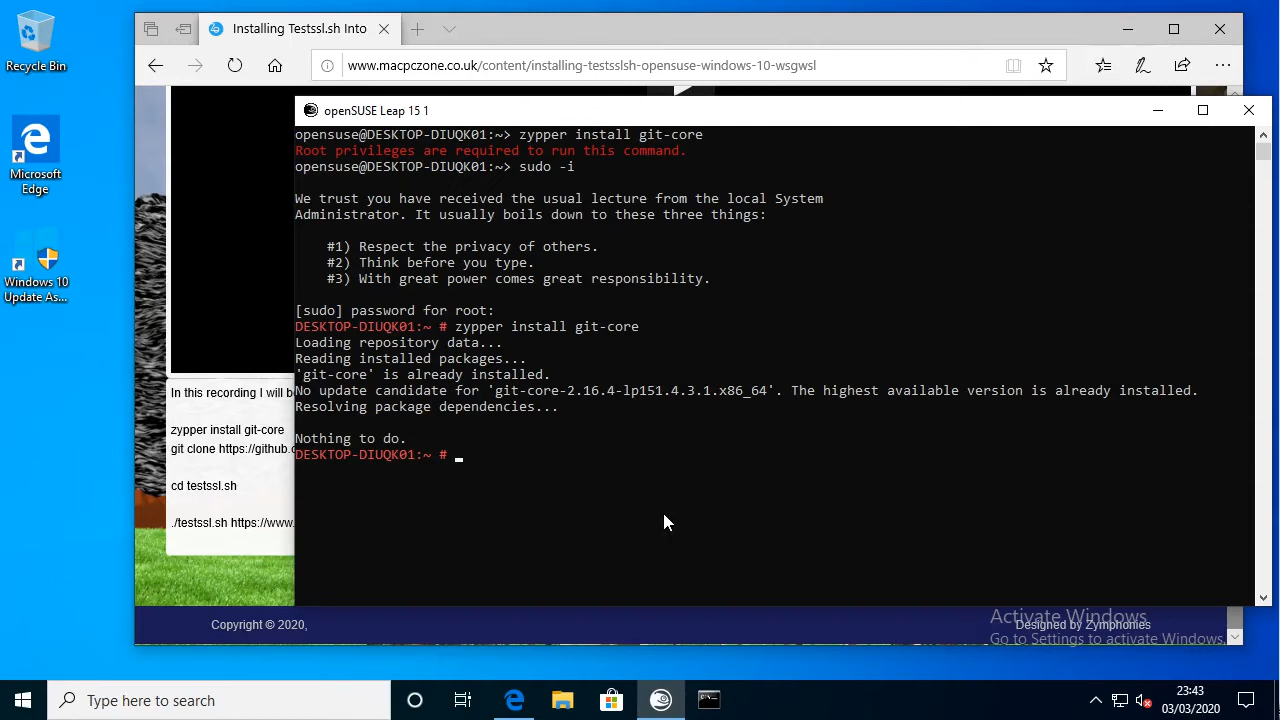 Recycle Bin
Microsoft
Edge
Windows 10
Update As...
Installing Testssl.sh Into
www.macpczone.co.uk/content/installing-testsslsh-opensuse-windows-10-wsgwsl
openSUSE Leap 15 1
opensuse@DESKTOP-DIUQK01:~> zypper install git-core
Root privileges are required to run this command.
opensuse@DESKTOP-DIUQK01:~> sudo -i
We trust you have received the usual lecture from the local System
Administrator. It usually boils down to these three things:
#1) Respect the privacy of others.
#2) Think before you type.
#3) With great power comes great responsibility.
[sudo] password for root:
DESKTOP-DIUQK01:~ # zypper install git-core
Loading repository data...
Reading installed packages...
'git-core' is already installed.
No update candidate for 'git-core-2.16.4-lp151.4.3.1.x86_64'. The highest available version is already installed.
Resolving package dependencies...
Nothing to do.
DESKTOP-DIUQK01:~ #
In this recording I will b
zypper install git-core
git clone https://github.c
cd testssl.sh
./testssl.sh https://www.
Copyright © 2020,
Designed by Zymphonies
Activate Windows
Go to Settings to activate Windows.
Type here to search
23:43
03/03/2020